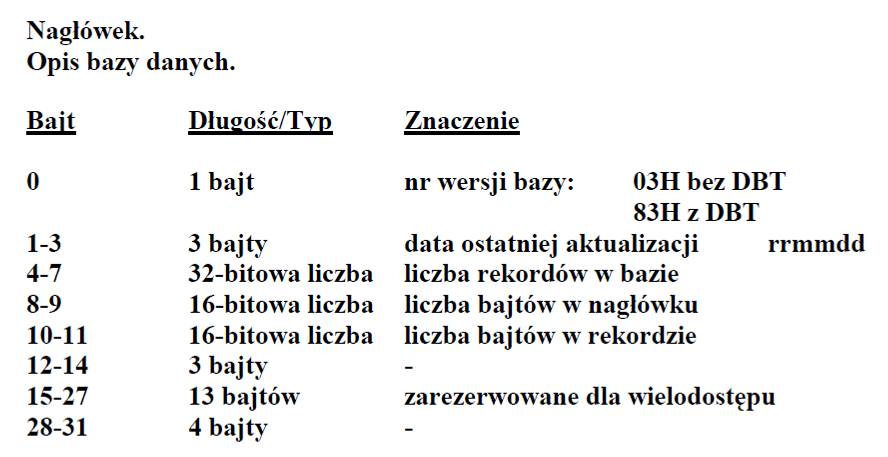 Nagłówek.
Opis bazy danych.
Bajt Długość/Typ Znaczenie
0 1 bajt nr wersji bazy: 03H bez DBT
83H z DBT
1-3 3 bajty data ostatniej aktualizacji rrmmdd
4-7 32-bitowa liczba liczba rekordów w bazie
8-9 16-bitowa liczba liczba bajtów w nagłówku
10-11 16-bitowa liczba liczba bajtów w rekordzie
12-14 3 bajty -
15-27 13 bajtów zarezerwowane dla wielodostępu
28-31 4 bajty -